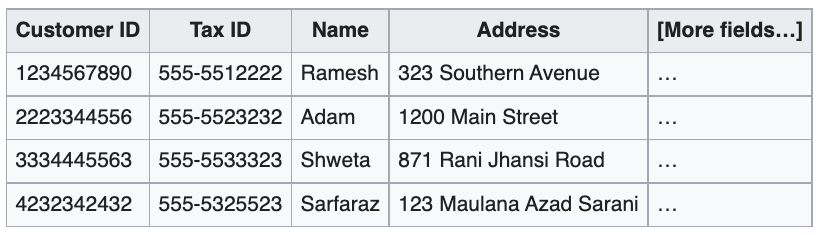 Customer ID Tax ID Name Address [More fields…]
1234567890 555-5512222 Ramesh 323 Southern Avenue …
2223344556 555-5523232 Adam 1200 Main Street …
3334445563 555-5533323 Shweta 871 Rani Jhansi Road …
4232342432 555-5325523 Sarfaraz 123 Maulana Azad Sarani …